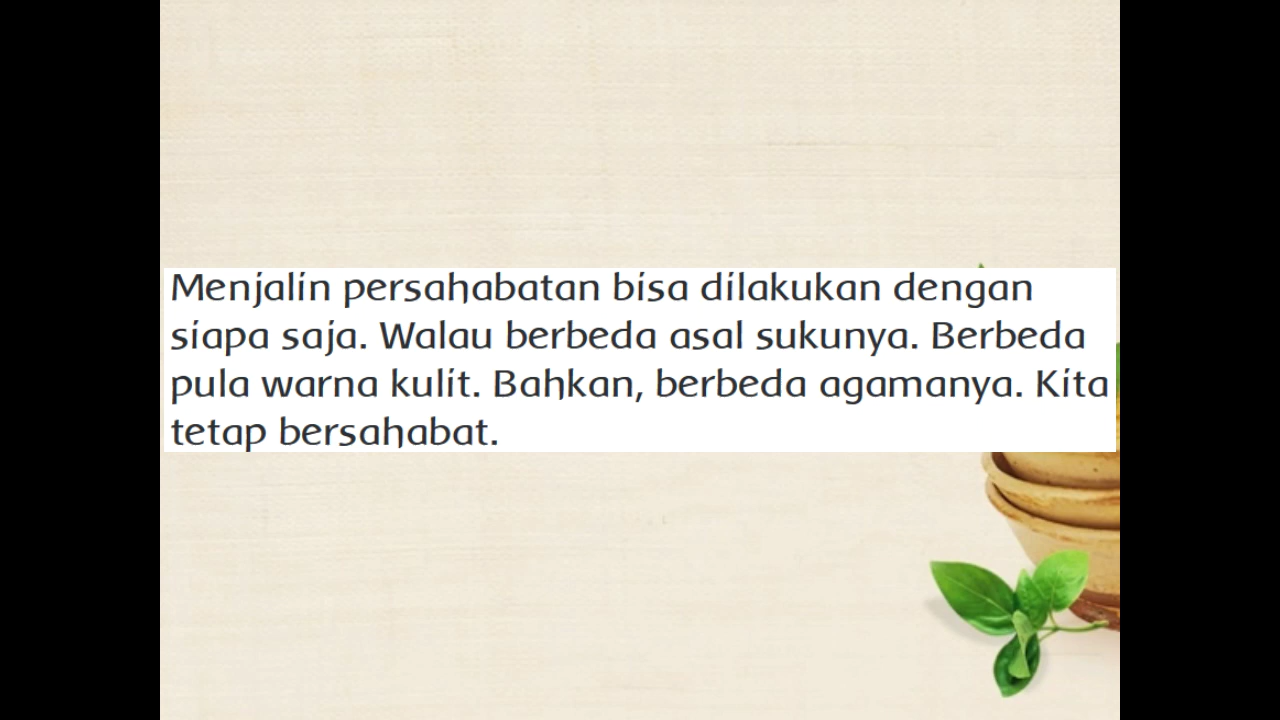 Menjalin persahabatan bisa dilakukan dengan
siapa saja. Walau berbeda asal sukunya. Berbeda
pula warna kulit. Bahkan, berbeda agamanya. Kita
tetap bersahabat.